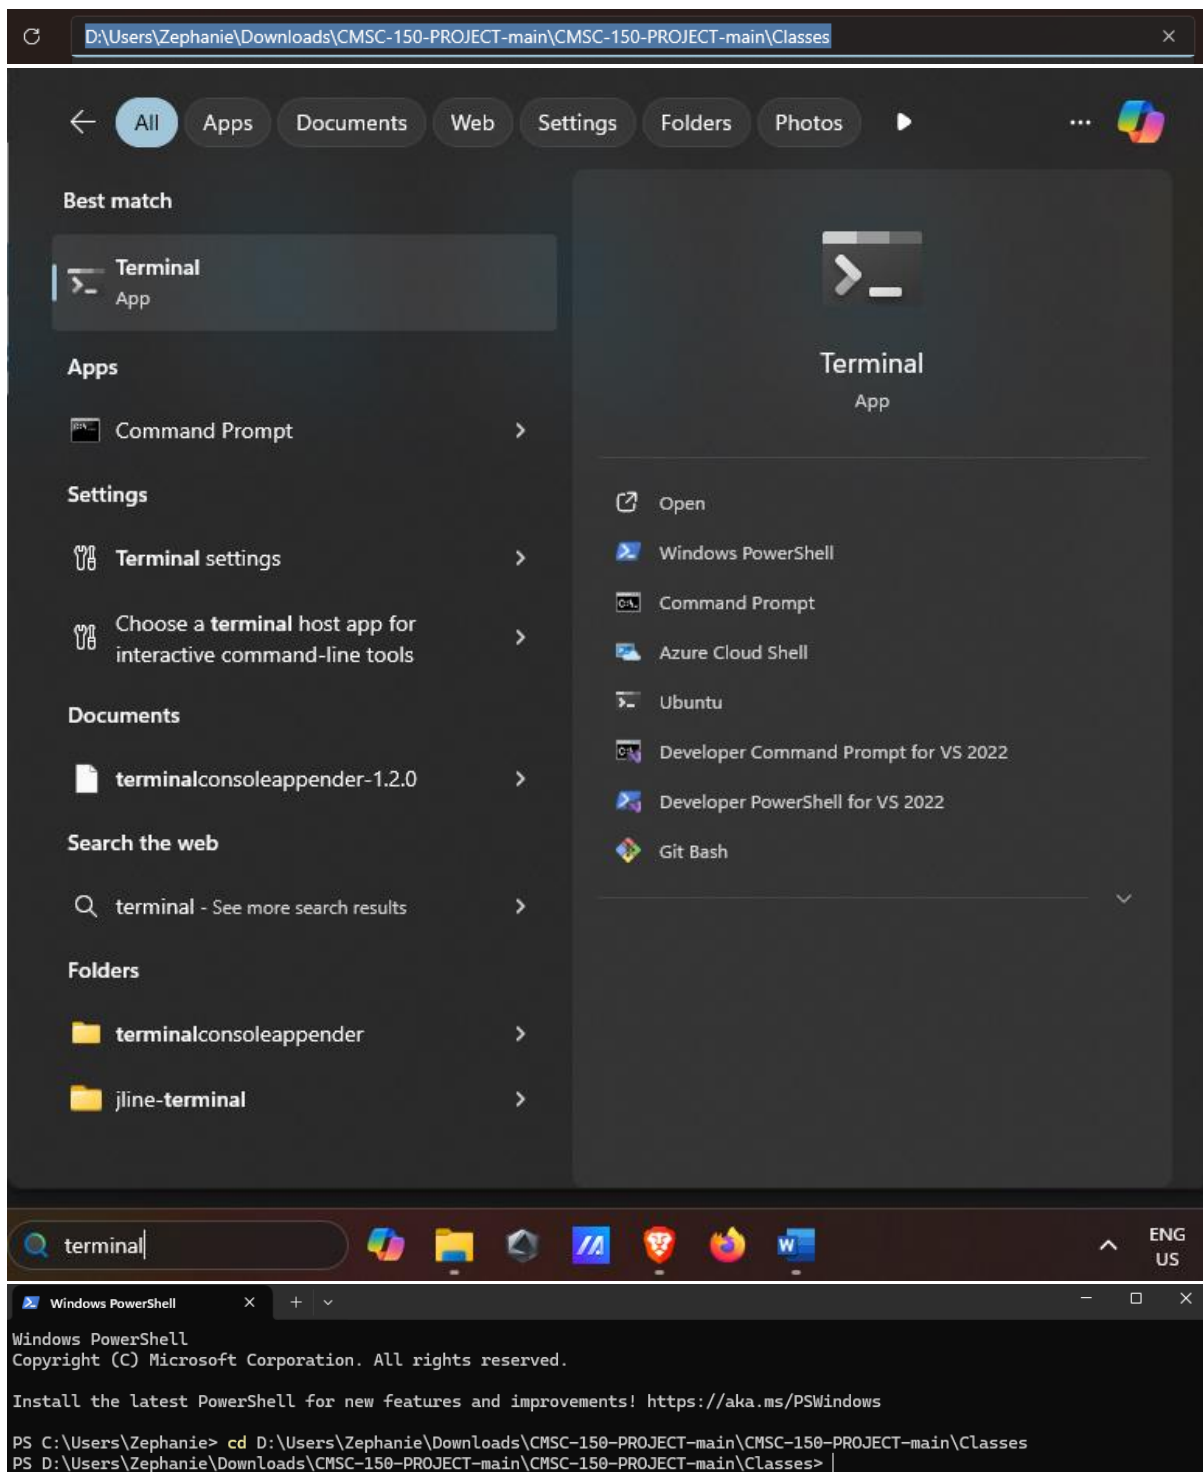 D:\Users\Zephanie\Downloads\CMSC-150-PROJECT-main\CMSC-150-PROJECT-main\Classes
All Apps Documents Web Settings Folders Photos
Best match
Terminal
App
Apps
Command Prompt
Settings
Terminal settings
Choose a terminal host app for
interactive command-line tools
Documents
terminalconsoleappender-1.2.0
Search the web
terminal - See more search results
Folders
terminalconsoleappender
jline-terminal
Terminal
App
Open
Windows PowerShell
Command Prompt
Azure Cloud Shell
Ubuntu
Developer Command Prompt for VS 2022
Developer PowerShell for VS 2022
Git Bash
terminal
ENG
US
Windows PowerShell
Windows PowerShell
Copyright (C) Microsoft Corporation. All rights reserved.
Install the latest PowerShell for new features and improvements! https://aka.ms/PSWindows
PS C:\Users\Zephanie> cd D:\Users\Zephanie\Downloads\CMSC-150-PROJECT-main\CMSC-150-PROJECT-main\Classes
PS D:\Users\Zephanie\Downloads\CMSC-150-PROJECT-main\CMSC-150-PROJECT-main\Classes>